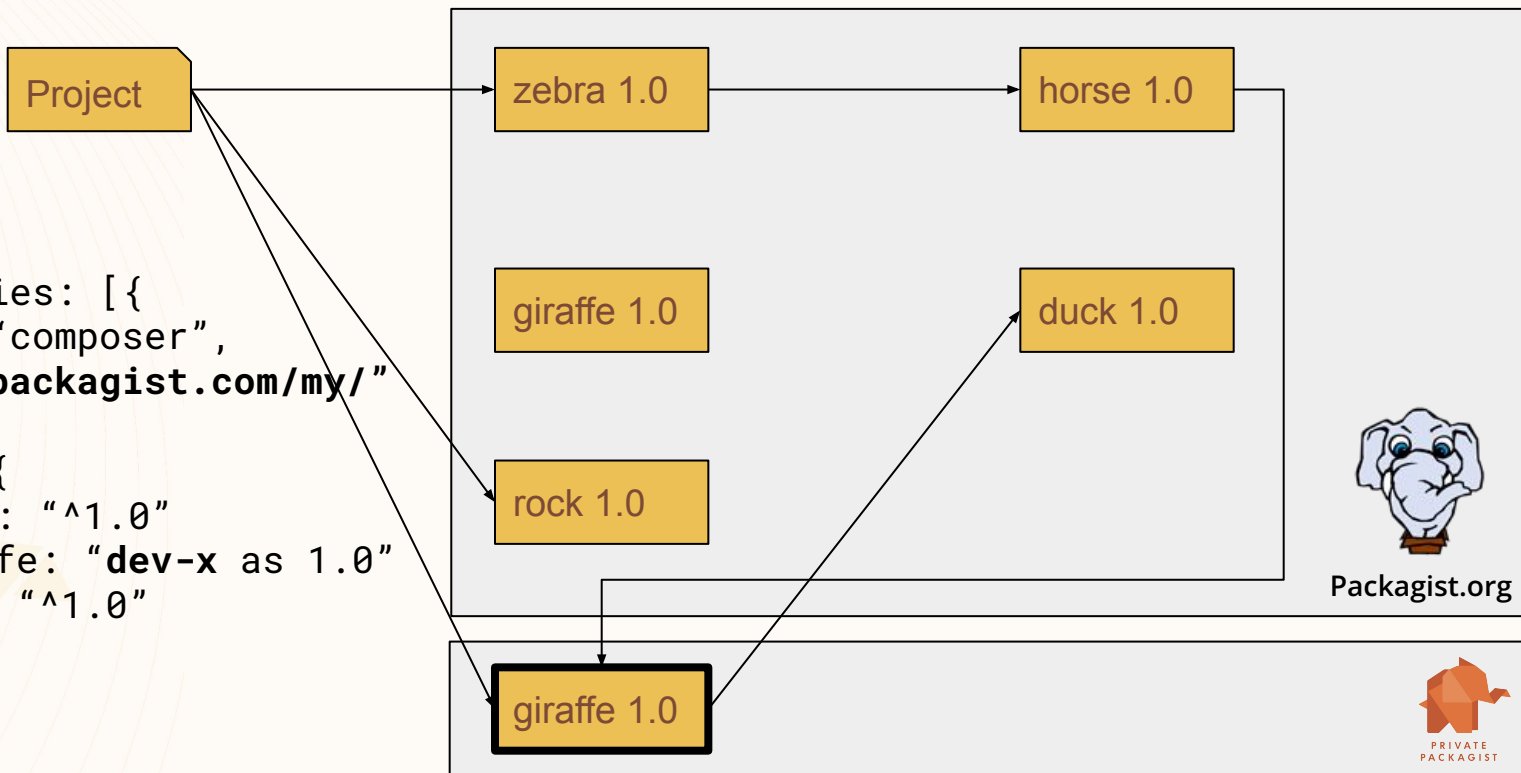 Project
zebra 1.0
horse 1.0
giraffe 1.0
duck 1.0
ies: [{
“composer”,
packagist.com/my/”
{
: “^1.0”
fe: “dev-x as 1.0”
“^1.0”
rock 1.0
Packagist.org
giraffe 1.0
PRIVATE
PACKAGIST